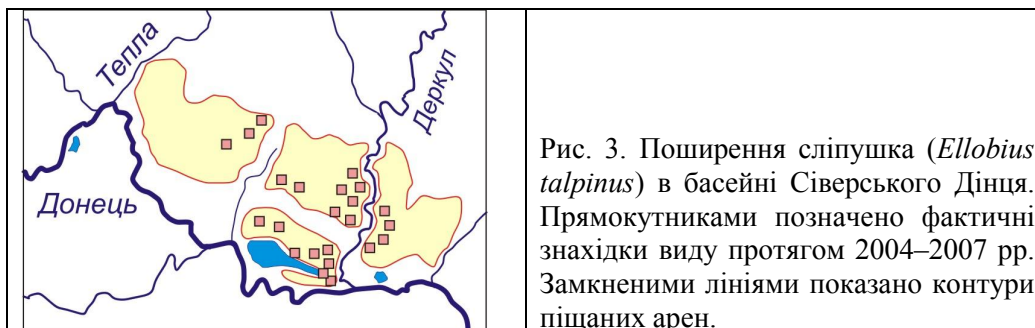 Тепла
Деркул
Донець
Рис. 3. Поширення сліпушка (Ellobius
talpinus) в басейні Сіверського Дінця.
Прямокутниками позначено фактичні
знахідки виду протягом 2004–2007 рр.
Замкненими лініями показано контури
піщаних арен.